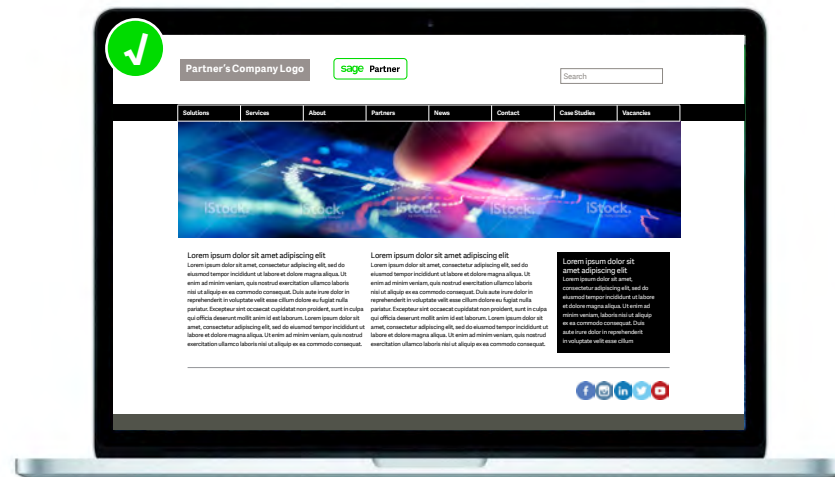 Partner's Company Logo
sage Partner
Search
Solutions
Services
About
Partners
News
Contact
Case Studies
Vacancies
iStock.
iStock.
iStock.
iStock.
iStock.
Lorem ipsum dolor sit amet adipiscing elit
Lorem ipsum dolor sit amet, consectetur adipiscing elit, sed do
eiusmod tempor incididunt ut labore et dolore magna aliqua. Ut
enim ad minim veniam, quis nostrud exercitation ullamco laboris
nisi ut aliquip ex ea commodo consequat. Duis aute irure dolor in
reprehenderit in voluptate velit esse cillum dolore eu fugiat nulla
pariatur. Excepteur sint occaecat cupidatat non proident, sunt in culpa
qui officia deserunt mollit anim id est laborum. Lorem ipsum dolor sit
amet, consectetur adipiscing elit, sed do eiusmod tempor incididunt ut
labore et dolore magna aliqua. Ut enim ad minim veniam, quis nostrud
exercitation ullamco laboris nisi ut aliquip ex ea commodo consequat.
Lorem ipsum dolor sit amet adipiscing elit
Lorem ipsum dolor sit amet, consectetur adipiscing elit, sed do
eiusmod tempor incididunt ut labore et dolore magna aliqua. Ut
enim ad minim veniam, quis nostrud exercitation ullamco laboris
nisi ut aliquip ex ea commodo consequat. Duis aute irure dolor in
reprehenderit in voluptate velit esse cillum dolore eu fugiat nulla
pariatur. Excepteur sint occaecat cupidatat non proident, sunt in culpa
qui officia deserunt mollit anim id est laborum. Lorem ipsum dolor sit
amet, consectetur adipiscing elit, sed do eiusmod tempor incididunt ut
labore et dolore magna aliqua. Ut enim ad minim veniam, quis nostrud
exercitation ullamco laboris nisi ut aliquip ex ea commodo consequat.
Lorem ipsum dolor sit
amet adipiscing elit
Lorem ipsum dolor sit amet,
consectetur adipiscing elit, sed do
eiusmod tempor incididunt ut labore
et dolore magna aliqua. Ut enim ad
minim veniam, laboris nisi ut aliquip
ex ea commodo consequat. Duis
aute irure dolor in reprehenderit
in voluptate velit esse cillum